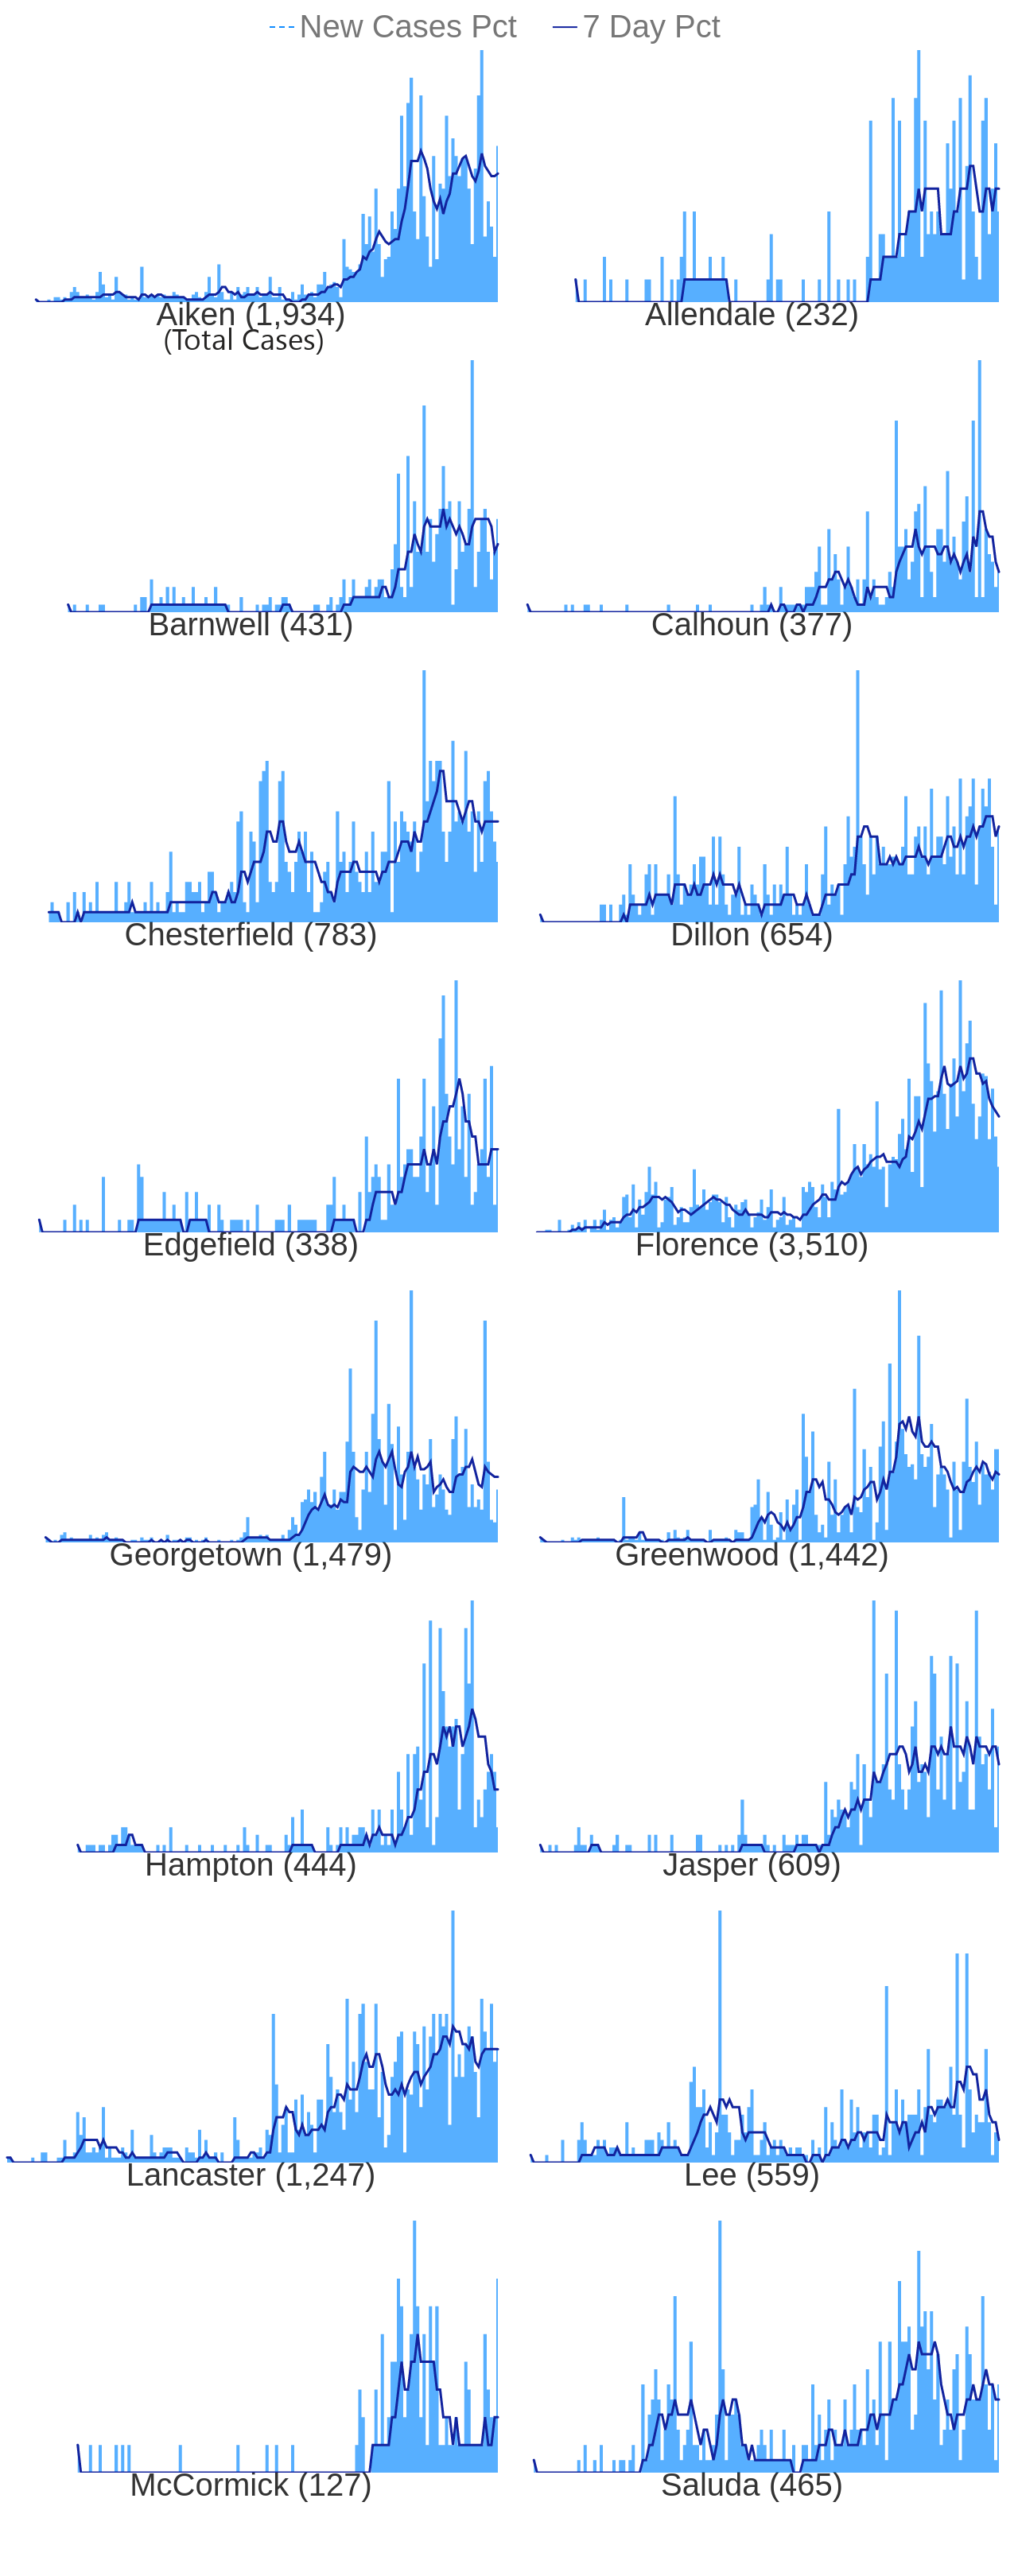 New Cases Pct 7 Day Pct
Aiken (1,934) Allendale (232)
(Total Cases)
Barnwell (431) Calhoun (377)
Chesterfield (783) Dillon (654)
Edgefield (338) Florence (3,510)
Georgetown (1,479) Greenwood (1,442)
Hampton (444) Jasper (609)
Lancaster (1,247) Lee (559)
McCormick (127) Saluda (465)